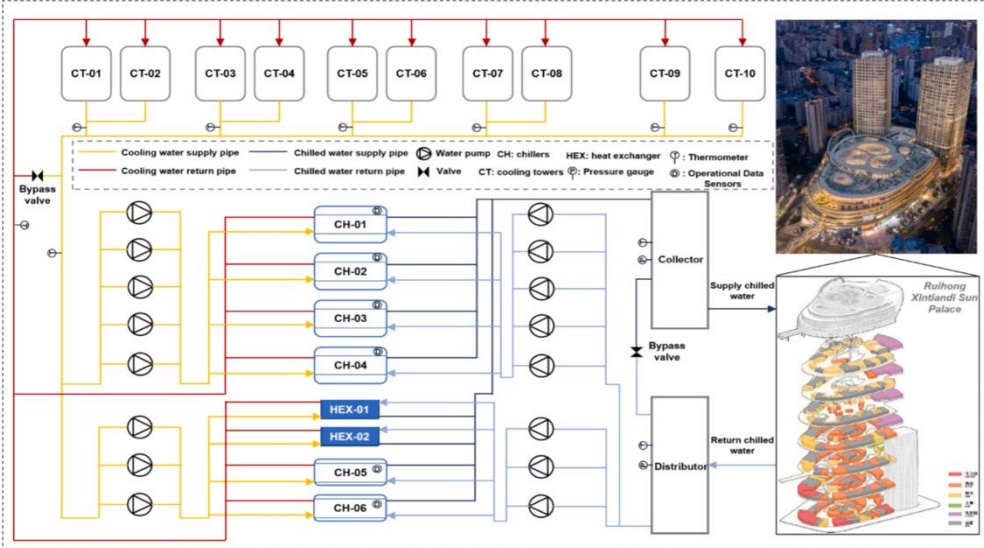 CT-01
CT-02
CT-03
CT-04
CT-05
CT-06
CT-07
CT-08
CT-09
CT-10
Cooling water supply pipe
Chilled water supply pipe
Water pump
CH: chillers
HEX: heat exchanger
T
: Thermometer
Cooling water return pipe
Chilled water return pipe
Valve
CT: cooling towers
P
: Pressure gauge
D
: Operational Data
Sensors
Bypass
valve
CH-01
CH-02
CH-03
CH-04
HEX-01
HEX-02
CH-05
CH-06
Collector
Supply chilled
water
Bypass
valve
Distributor
Return chilled
water
Ruihong
Xintlandi Sun
Palace